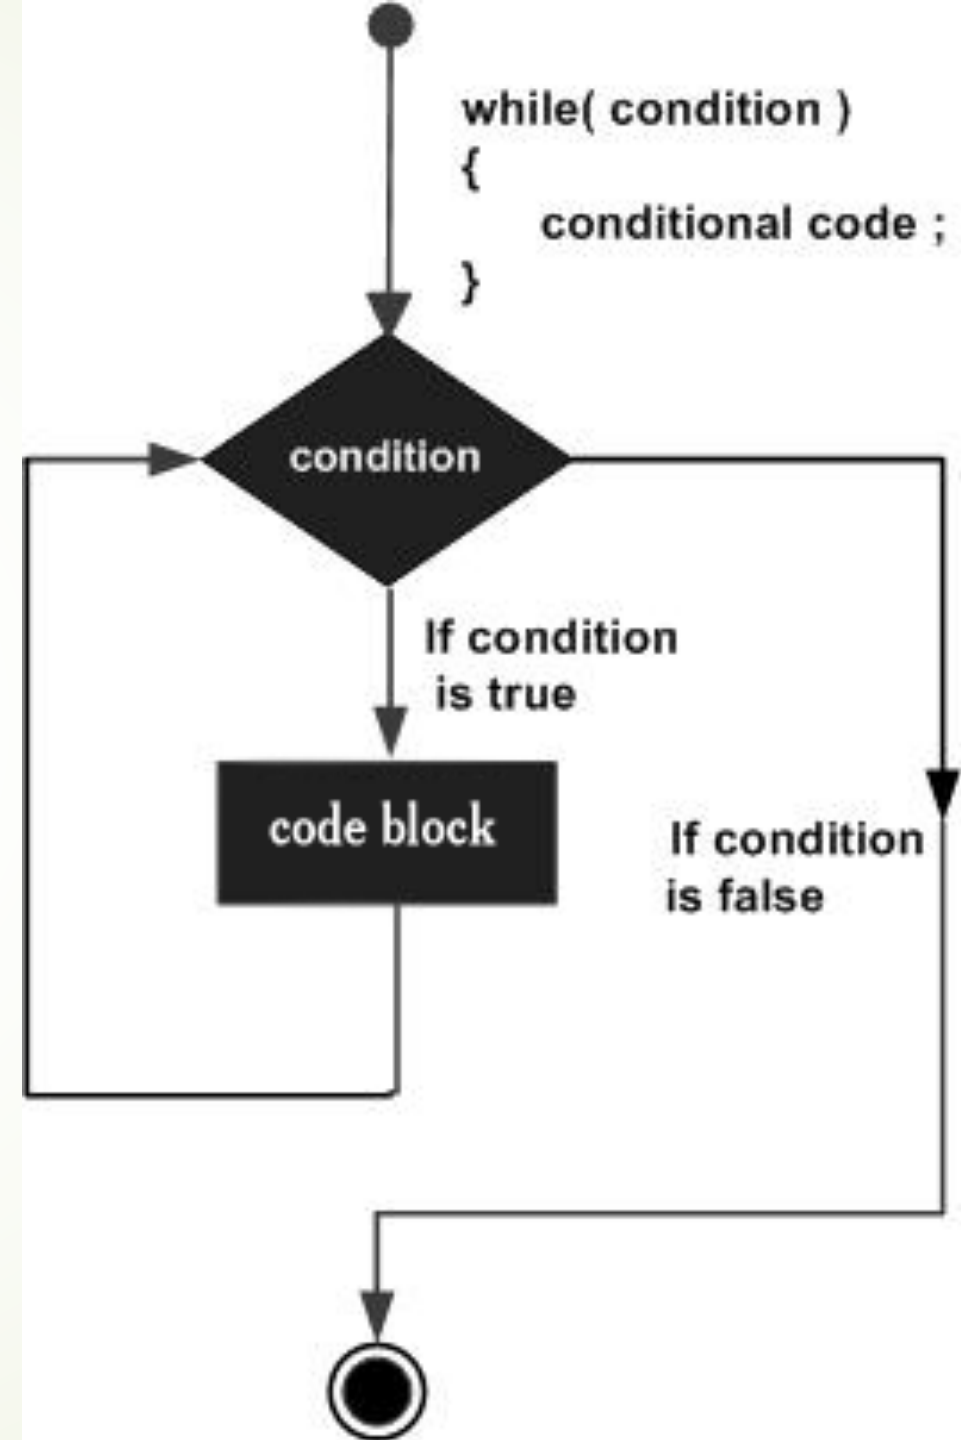 while( condition )
{
conditional code ;
}
condition
If condition
is true
code block
If condition
is false